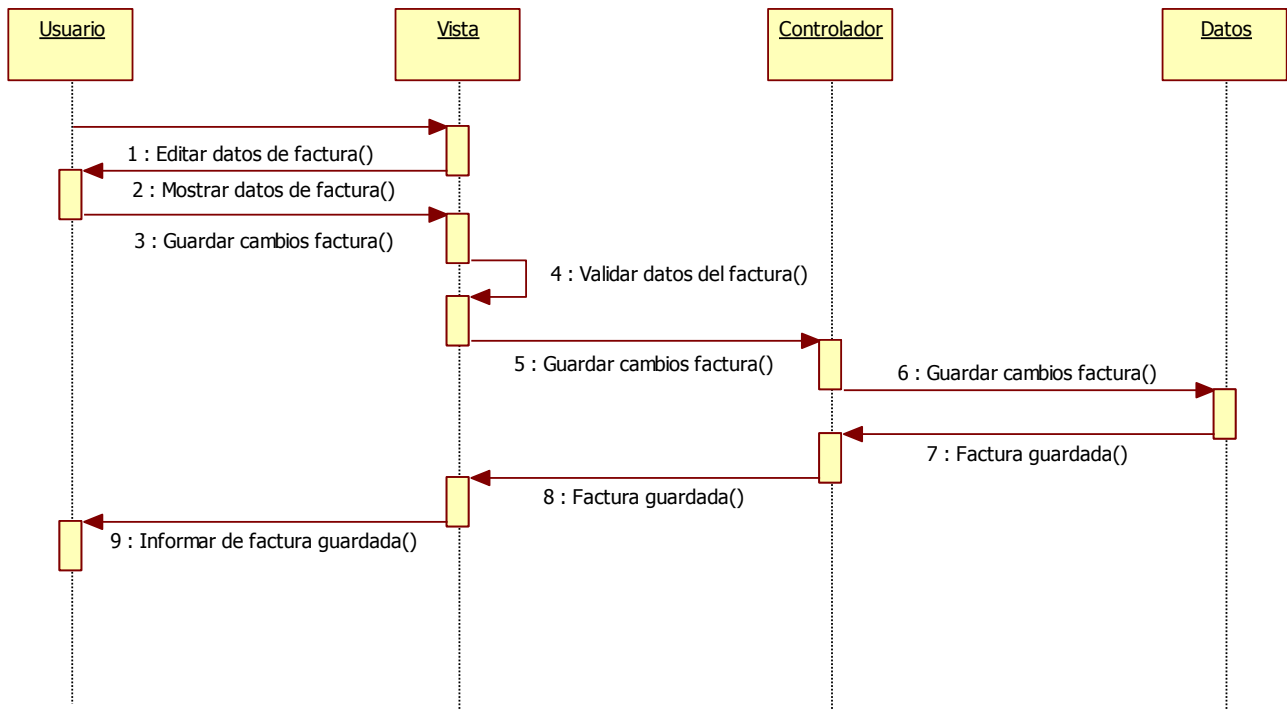 Usuario
Vista
Controlador
Datos
1 : Editar datos de factura()
2 : Mostrar datos de factura()
3 : Guardar cambios factura()
4 : Validar datos del factura()
5 : Guardar cambios factura()
6 : Guardar cambios factura()
7 : Factura guardada()
8 : Factura guardada()
9 : Informar de factura guardada()